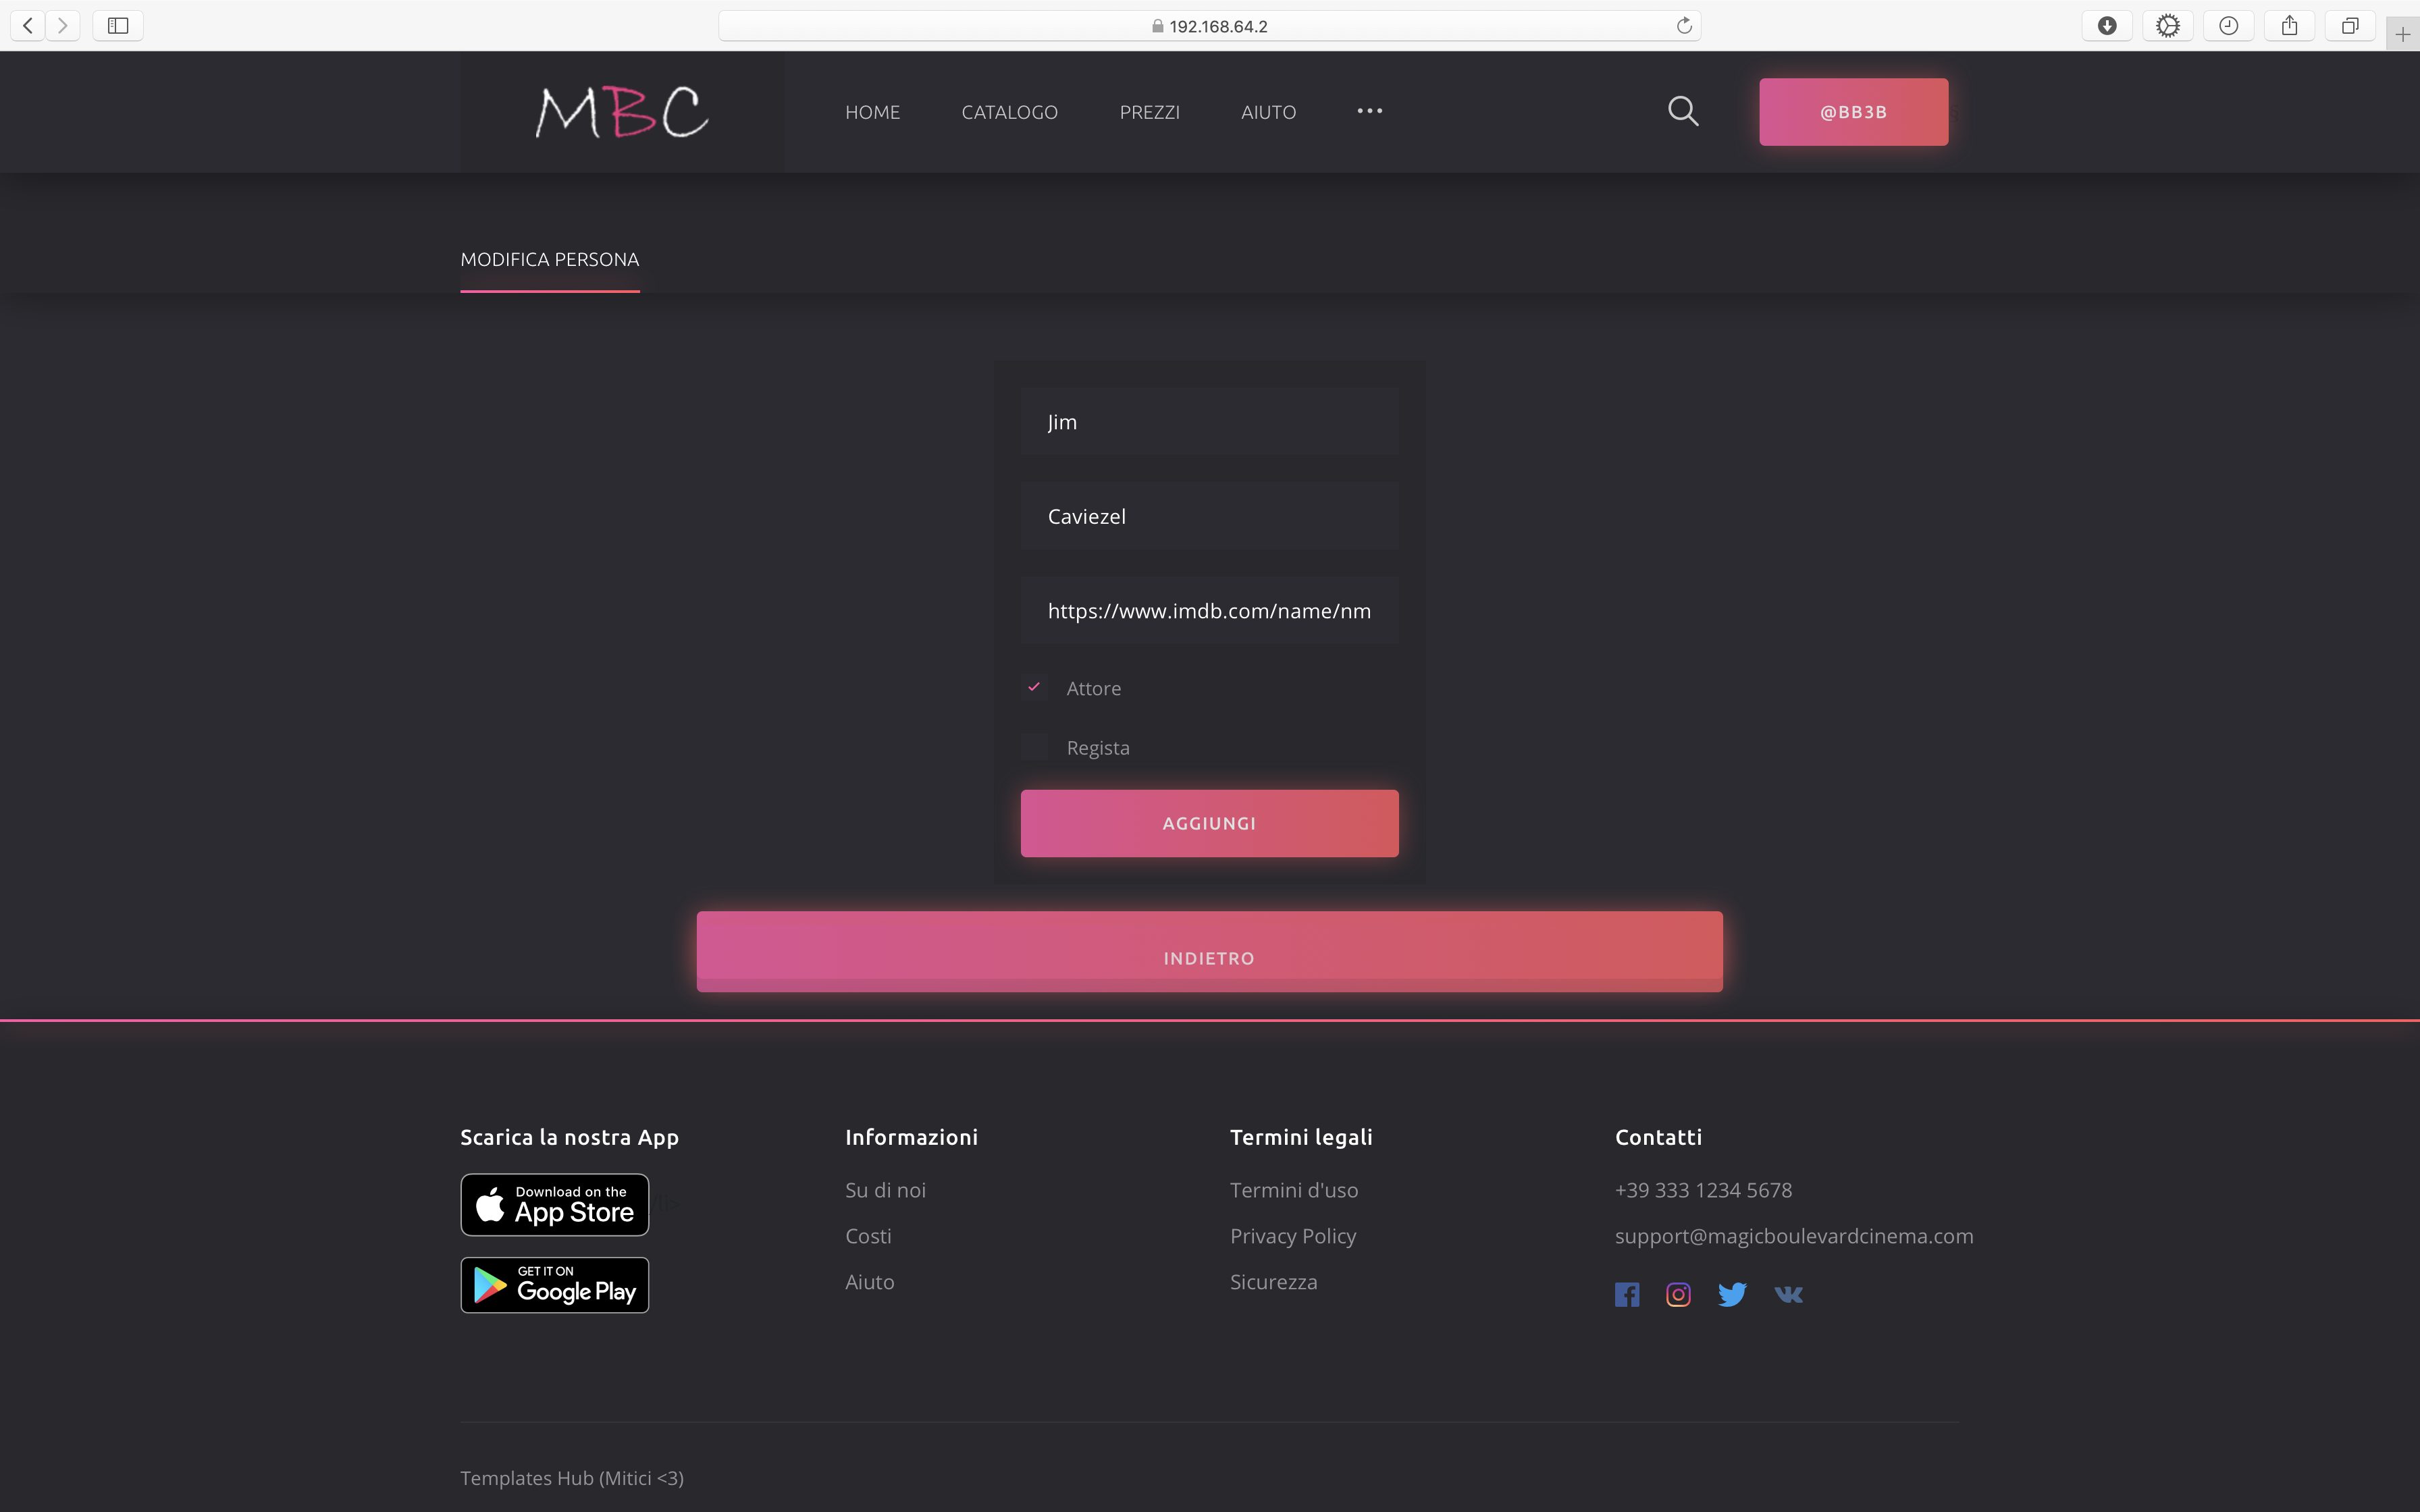 192.168.64.2
MBC
HOME
CATALOGO
PREZZI
AIUTO
@BB3B
MODIFICA PERSONA
Jim
Caviezel
https://www.imdb.com/name/nm
Attore
Regista
AGGIUNGI
INDIETRO
Scarica la nostra App
Download on the
App Store
GET IT ON
Google Play
Informazioni
Su di noi
Costi
Aiuto
Termini legali
Termini d'uso
Privacy Policy
Sicurezza
Contatti
+39 333 1234 5678
support@magicboulevardcinema.com
Templates Hub (Mitici <3)